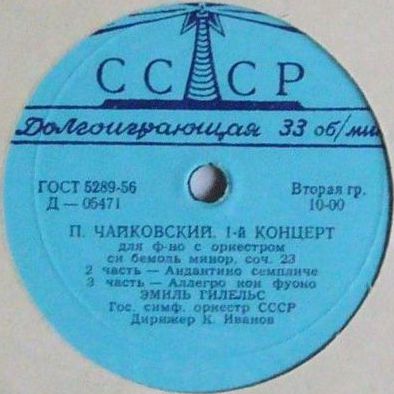 СССР
Долгоиграющая 33 об/мин
ГОСТ 5289-56
Д — 05471
Вторая гр.
10-00
П. ЧАЙКОВСКИЙ. 1-й КОНЦЕРТ
для ф-но с оркестром
си бемоль минор, соч. 23
2 часть — Андантино семпличе
3 часть — Аллегро кон фуоко
ЭМИЛЬ ГИЛЕЛЬС
Гос. симф. оркестр СССР
Дирижер К. Иванов